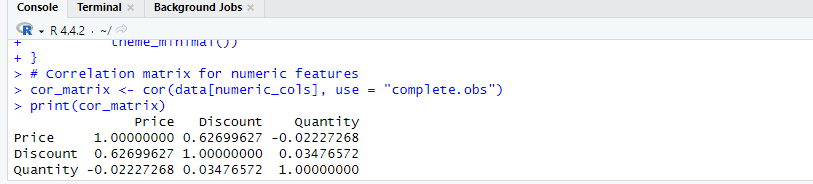 Console Terminal × Background Jobs ×
R 4.4.2 · ~/
+ theme_minimal())
+ }
> # Correlation matrix for numeric features
> cor_matrix <- cor(data[numeric_cols], use = "complete.obs")
> print(cor_matrix)
Price Discount Quantity
Price 1.00000000 0.62699627 -0.02227268
Discount 0.62699627 1.00000000 0.03476572
Quantity -0.02227268 0.03476572 1.00000000